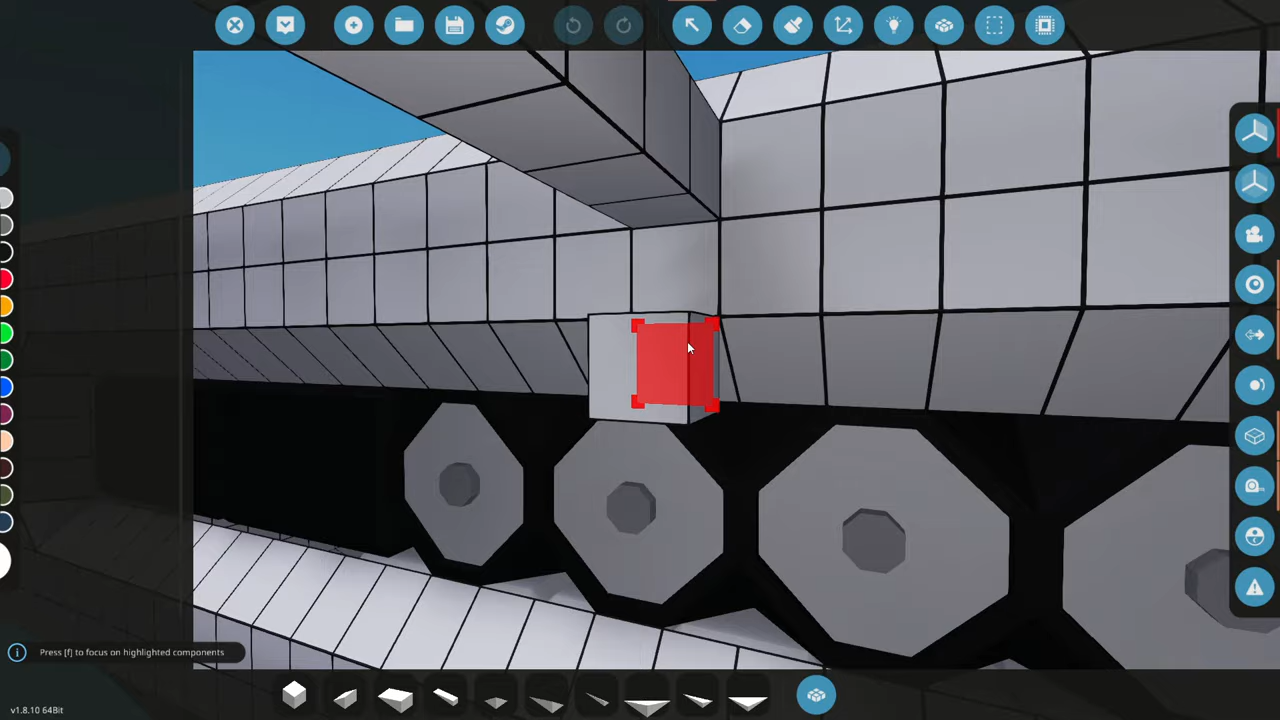 Press [f] to focus on highlighted components
v1.8.10 64Bit